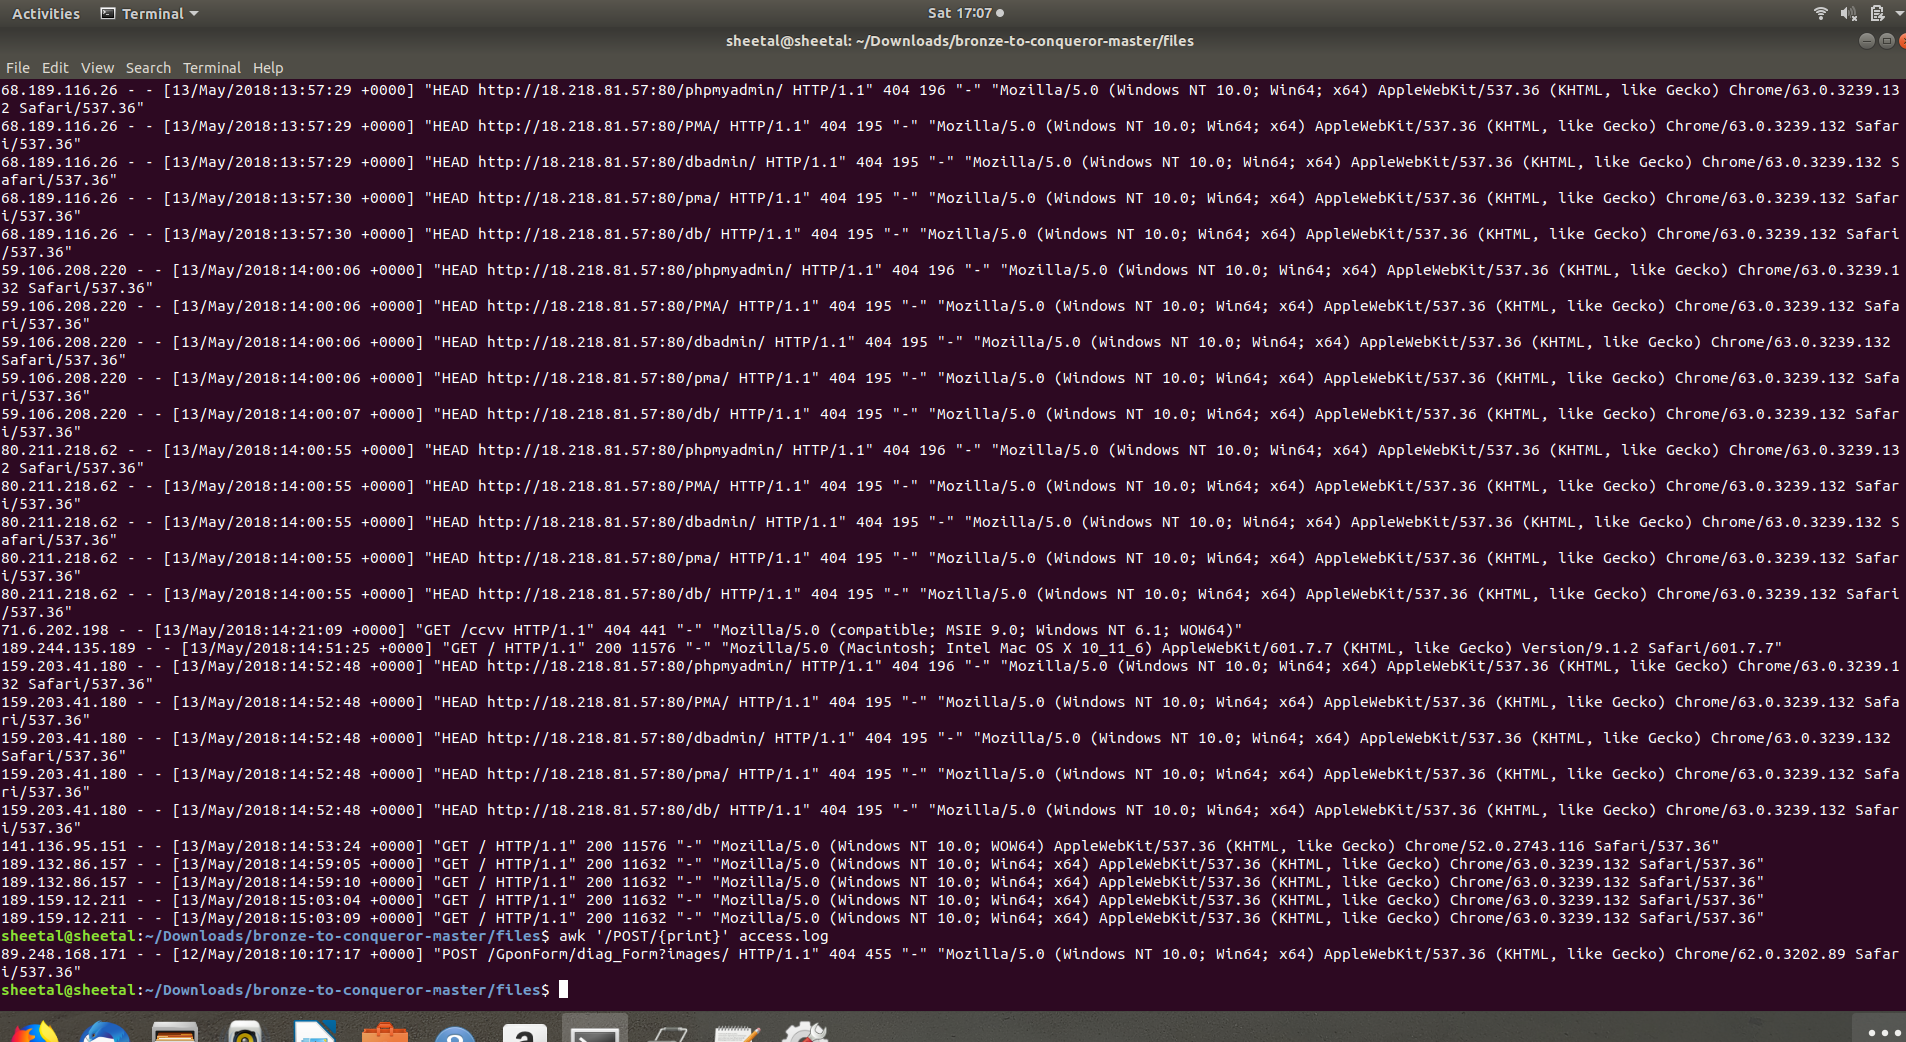 Activities Terminal Sat 17:07
sheetal@sheetal: ~/Downloads/bronze-to-conqueror-master/files
File Edit View Search Terminal Help
68.189.116.26 - - [13/May/2018:13:57:29 +0000] "HEAD http://18.218.81.57:80/phpmyadmin/ HTTP/1.1" 404 196 "-" "Mozilla/5.0 (Windows NT 10.0; Win64; x64) AppleWebKit/537.36 (KHTML, like Gecko) Chrome/63.0.3239.13
2 Safari/537.36"
68.189.116.26 - - [13/May/2018:13:57:29 +0000] "HEAD http://18.218.81.57:80/PMA/ HTTP/1.1" 404 195 "-" "Mozilla/5.0 (Windows NT 10.0; Win64; x64) AppleWebKit/537.36 (KHTML, like Gecko) Chrome/63.0.3239.132 Safar
i/537.36"
68.189.116.26 - - [13/May/2018:13:57:29 +0000] "HEAD http://18.218.81.57:80/dbadmin/ HTTP/1.1" 404 195 "-" "Mozilla/5.0 (Windows NT 10.0; Win64; x64) AppleWebKit/537.36 (KHTML, like Gecko) Chrome/63.0.3239.132 S
afari/537.36"
68.189.116.26 - - [13/May/2018:13:57:30 +0000] "HEAD http://18.218.81.57:80/pma/ HTTP/1.1" 404 195 "-" "Mozilla/5.0 (Windows NT 10.0; Win64; x64) AppleWebKit/537.36 (KHTML, like Gecko) Chrome/63.0.3239.132 Safar
i/537.36"
68.189.116.26 - - [13/May/2018:13:57:30 +0000] "HEAD http://18.218.81.57:80/db/ HTTP/1.1" 404 195 "-" "Mozilla/5.0 (Windows NT 10.0; Win64; x64) AppleWebKit/537.36 (KHTML, like Gecko) Chrome/63.0.3239.132 Safari
/537.36"
59.106.208.220 - - [13/May/2018:14:00:06 +0000] "HEAD http://18.218.81.57:80/phpmyadmin/ HTTP/1.1" 404 196 "-" "Mozilla/5.0 (Windows NT 10.0; Win64; x64) AppleWebKit/537.36 (KHTML, like Gecko) Chrome/63.0.3239.1
32 Safari/537.36"
59.106.208.220 - - [13/May/2018:14:00:06 +0000] "HEAD http://18.218.81.57:80/PMA/ HTTP/1.1" 404 195 "-" "Mozilla/5.0 (Windows NT 10.0; Win64; x64) AppleWebKit/537.36 (KHTML, like Gecko) Chrome/63.0.3239.132 Safa
ri/537.36"
59.106.208.220 - - [13/May/2018:14:00:06 +0000] "HEAD http://18.218.81.57:80/dbadmin/ HTTP/1.1" 404 195 "-" "Mozilla/5.0 (Windows NT 10.0; Win64; x64) AppleWebKit/537.36 (KHTML, like Gecko) Chrome/63.0.3239.132
Safari/537.36"
59.106.208.220 - - [13/May/2018:14:00:06 +0000] "HEAD http://18.218.81.57:80/pma/ HTTP/1.1" 404 195 "-" "Mozilla/5.0 (Windows NT 10.0; Win64; x64) AppleWebKit/537.36 (KHTML, like Gecko) Chrome/63.0.3239.132 Safa
ri/537.36"
59.106.208.220 - - [13/May/2018:14:00:07 +0000] "HEAD http://18.218.81.57:80/db/ HTTP/1.1" 404 195 "-" "Mozilla/5.0 (Windows NT 10.0; Win64; x64) AppleWebKit/537.36 (KHTML, like Gecko) Chrome/63.0.3239.132 Safar
i/537.36"
80.211.218.62 - - [13/May/2018:14:00:55 +0000] "HEAD http://18.218.81.57:80/phpmyadmin/ HTTP/1.1" 404 196 "-" "Mozilla/5.0 (Windows NT 10.0; Win64; x64) AppleWebKit/537.36 (KHTML, like Gecko) Chrome/63.0.3239.13
2 Safari/537.36"
80.211.218.62 - - [13/May/2018:14:00:55 +0000] "HEAD http://18.218.81.57:80/PMA/ HTTP/1.1" 404 195 "-" "Mozilla/5.0 (Windows NT 10.0; Win64; x64) AppleWebKit/537.36 (KHTML, like Gecko) Chrome/63.0.3239.132 Safar
i/537.36"
80.211.218.62 - - [13/May/2018:14:00:55 +0000] "HEAD http://18.218.81.57:80/dbadmin/ HTTP/1.1" 404 195 "-" "Mozilla/5.0 (Windows NT 10.0; Win64; x64) AppleWebKit/537.36 (KHTML, like Gecko) Chrome/63.0.3239.132 S
afari/537.36"
80.211.218.62 - - [13/May/2018:14:00:55 +0000] "HEAD http://18.218.81.57:80/pma/ HTTP/1.1" 404 195 "-" "Mozilla/5.0 (Windows NT 10.0; Win64; x64) AppleWebKit/537.36 (KHTML, like Gecko) Chrome/63.0.3239.132 Safar
i/537.36"
80.211.218.62 - - [13/May/2018:14:00:55 +0000] "HEAD http://18.218.81.57:80/db/ HTTP/1.1" 404 195 "-" "Mozilla/5.0 (Windows NT 10.0; Win64; x64) AppleWebKit/537.36 (KHTML, like Gecko) Chrome/63.0.3239.132 Safari
/537.36"
71.6.202.198 - - [13/May/2018:14:21:09 +0000] "GET /ccvv HTTP/1.1" 404 441 "-" "Mozilla/5.0 (compatible; MSIE 9.0; Windows NT 6.1; WOW64)"
189.244.135.189 - - [13/May/2018:14:51:25 +0000] "GET / HTTP/1.1" 200 11576 "-" "Mozilla/5.0 (Macintosh; Intel Mac OS X 10_11_6) AppleWebKit/601.7.7 (KHTML, like Gecko) Version/9.1.2 Safari/601.7.7"
159.203.41.180 - - [13/May/2018:14:52:48 +0000] "HEAD http://18.218.81.57:80/phpmyadmin/ HTTP/1.1" 404 196 "-" "Mozilla/5.0 (Windows NT 10.0; Win64; x64) AppleWebKit/537.36 (KHTML, like Gecko) Chrome/63.0.3239.1
32 Safari/537.36"
159.203.41.180 - - [13/May/2018:14:52:48 +0000] "HEAD http://18.218.81.57:80/PMA/ HTTP/1.1" 404 195 "-" "Mozilla/5.0 (Windows NT 10.0; Win64; x64) AppleWebKit/537.36 (KHTML, like Gecko) Chrome/63.0.3239.132 Safa
ri/537.36"
159.203.41.180 - - [13/May/2018:14:52:48 +0000] "HEAD http://18.218.81.57:80/dbadmin/ HTTP/1.1" 404 195 "-" "Mozilla/5.0 (Windows NT 10.0; Win64; x64) AppleWebKit/537.36 (KHTML, like Gecko) Chrome/63.0.3239.132
Safari/537.36"
159.203.41.180 - - [13/May/2018:14:52:48 +0000] "HEAD http://18.218.81.57:80/pma/ HTTP/1.1" 404 195 "-" "Mozilla/5.0 (Windows NT 10.0; Win64; x64) AppleWebKit/537.36 (KHTML, like Gecko) Chrome/63.0.3239.132 Safa
ri/537.36"
159.203.41.180 - - [13/May/2018:14:52:48 +0000] "HEAD http://18.218.81.57:80/db/ HTTP/1.1" 404 195 "-" "Mozilla/5.0 (Windows NT 10.0; Win64; x64) AppleWebKit/537.36 (KHTML, like Gecko) Chrome/63.0.3239.132 Safar
i/537.36"
141.136.95.151 - - [13/May/2018:14:53:24 +0000] "GET / HTTP/1.1" 200 11576 "-" "Mozilla/5.0 (Windows NT 10.0; WOW64) AppleWebKit/537.36 (KHTML, like Gecko) Chrome/52.0.2743.116 Safari/537.36"
189.132.86.157 - - [13/May/2018:14:59:05 +0000] "GET / HTTP/1.1" 200 11632 "-" "Mozilla/5.0 (Windows NT 10.0; Win64; x64) AppleWebKit/537.36 (KHTML, like Gecko) Chrome/63.0.3239.132 Safari/537.36"
189.132.86.157 - - [13/May/2018:14:59:10 +0000] "GET / HTTP/1.1" 200 11632 "-" "Mozilla/5.0 (Windows NT 10.0; Win64; x64) AppleWebKit/537.36 (KHTML, like Gecko) Chrome/63.0.3239.132 Safari/537.36"
189.159.12.211 - - [13/May/2018:15:03:04 +0000] "GET / HTTP/1.1" 200 11632 "-" "Mozilla/5.0 (Windows NT 10.0; Win64; x64) AppleWebKit/537.36 (KHTML, like Gecko) Chrome/63.0.3239.132 Safari/537.36"
189.159.12.211 - - [13/May/2018:15:03:09 +0000] "GET / HTTP/1.1" 200 11632 "-" "Mozilla/5.0 (Windows NT 10.0; Win64; x64) AppleWebKit/537.36 (KHTML, like Gecko) Chrome/63.0.3239.132 Safari/537.36"
sheetal@sheetal:~/Downloads/bronze-to-conqueror-master/files$ awk '/POST/{print}' access.log
89.248.168.171 - - [12/May/2018:10:17:17 +0000] "POST /GponForm/diag_Form?images/ HTTP/1.1" 404 455 "-" "Mozilla/5.0 (Windows NT 10.0; Win64; x64) AppleWebKit/537.36 (KHTML, like Gecko) Chrome/62.0.3202.89 Safar
i/537.36"
sheetal@sheetal:~/Downloads/bronze-to-conqueror-master/files$